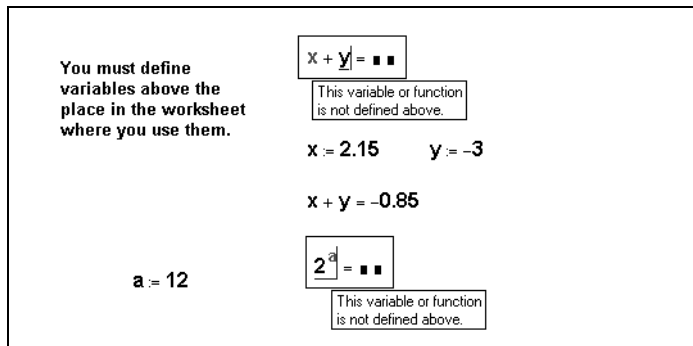 You must define
variables above the
place in the worksheet
where you use them.
x + y = ▪ ▪
This variable or function
is not defined above.
x := 2.15 y := -3
x + y = -0.85
a := 12
2^a = ▪ ▪
This variable or function
is not defined above.